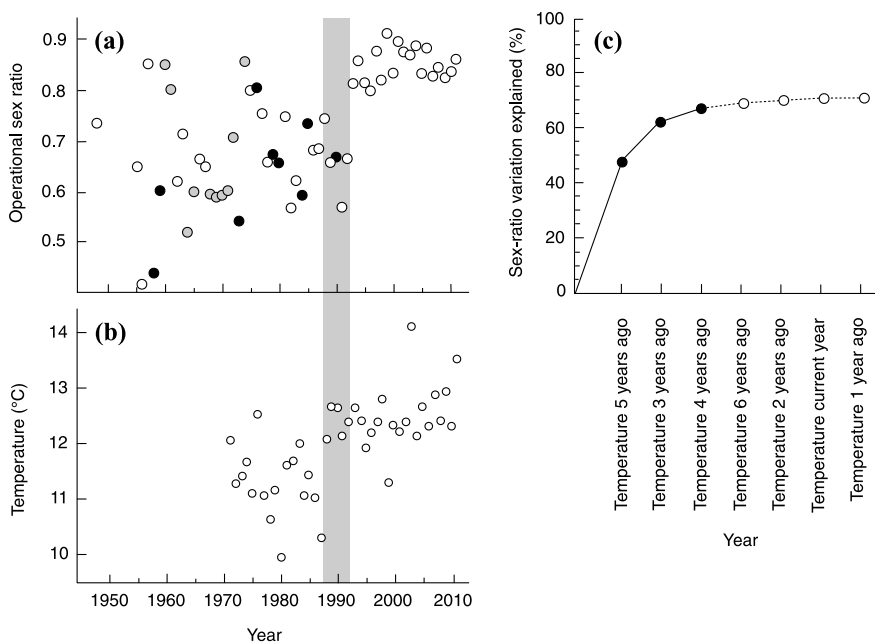 (a)
Operational sex ratio
0.9
0.8
0.7
0.6
0.5
(b)
Temperature (°C)
14
13
12
11
10
1950 1960 1970 1980 1990 2000 2010
Year
(c)
Sex-ratio variation explained (%)
100
80
60
40
20
0
Temperature 5 years ago
Temperature 3 years ago
Temperature 4 years ago
Temperature 6 years ago
Temperature 2 years ago
Temperature current year
Temperature 1 year ago
Year